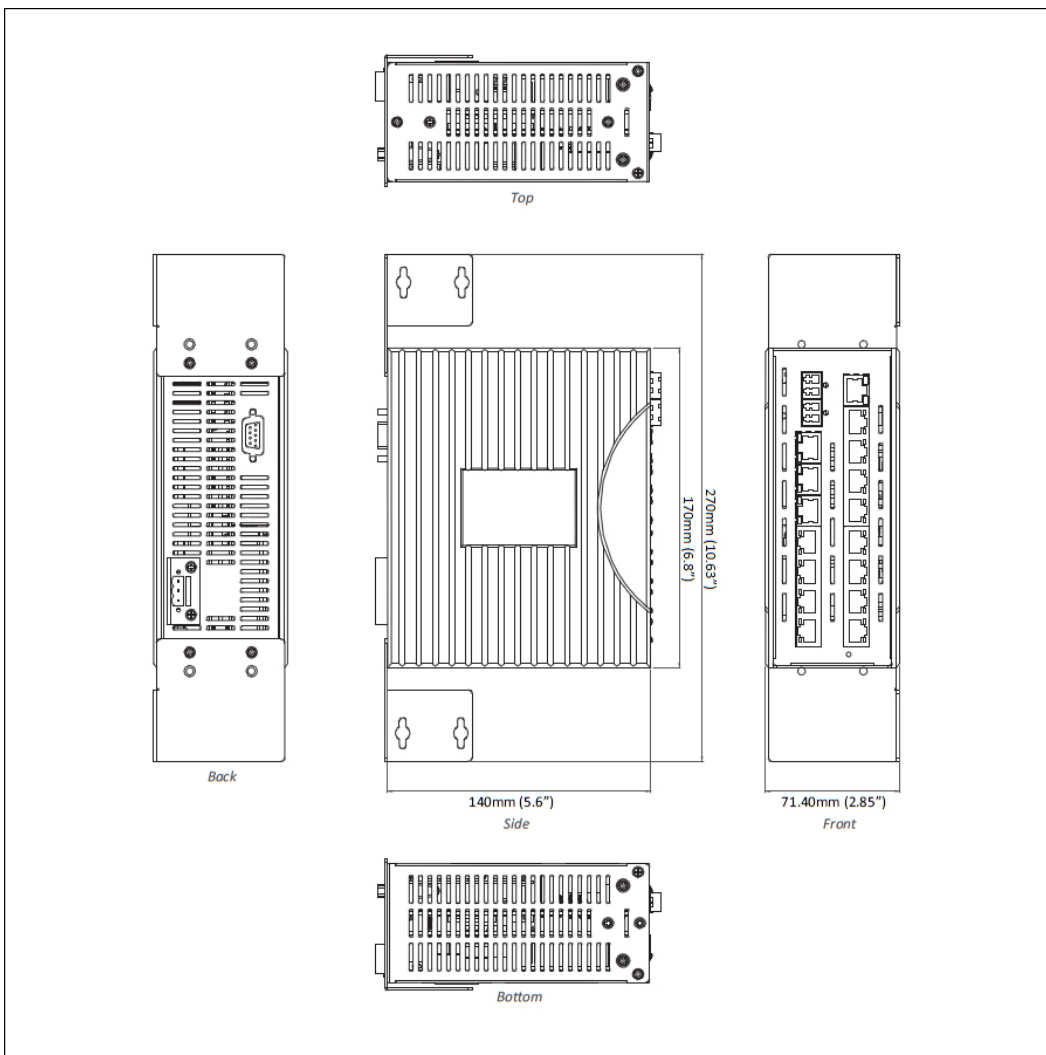 Top
270mm (10.63”)
170mm (6.8”)
Back
140mm (5.6”)
Side
71.40mm (2.85”)
Front
Bottom